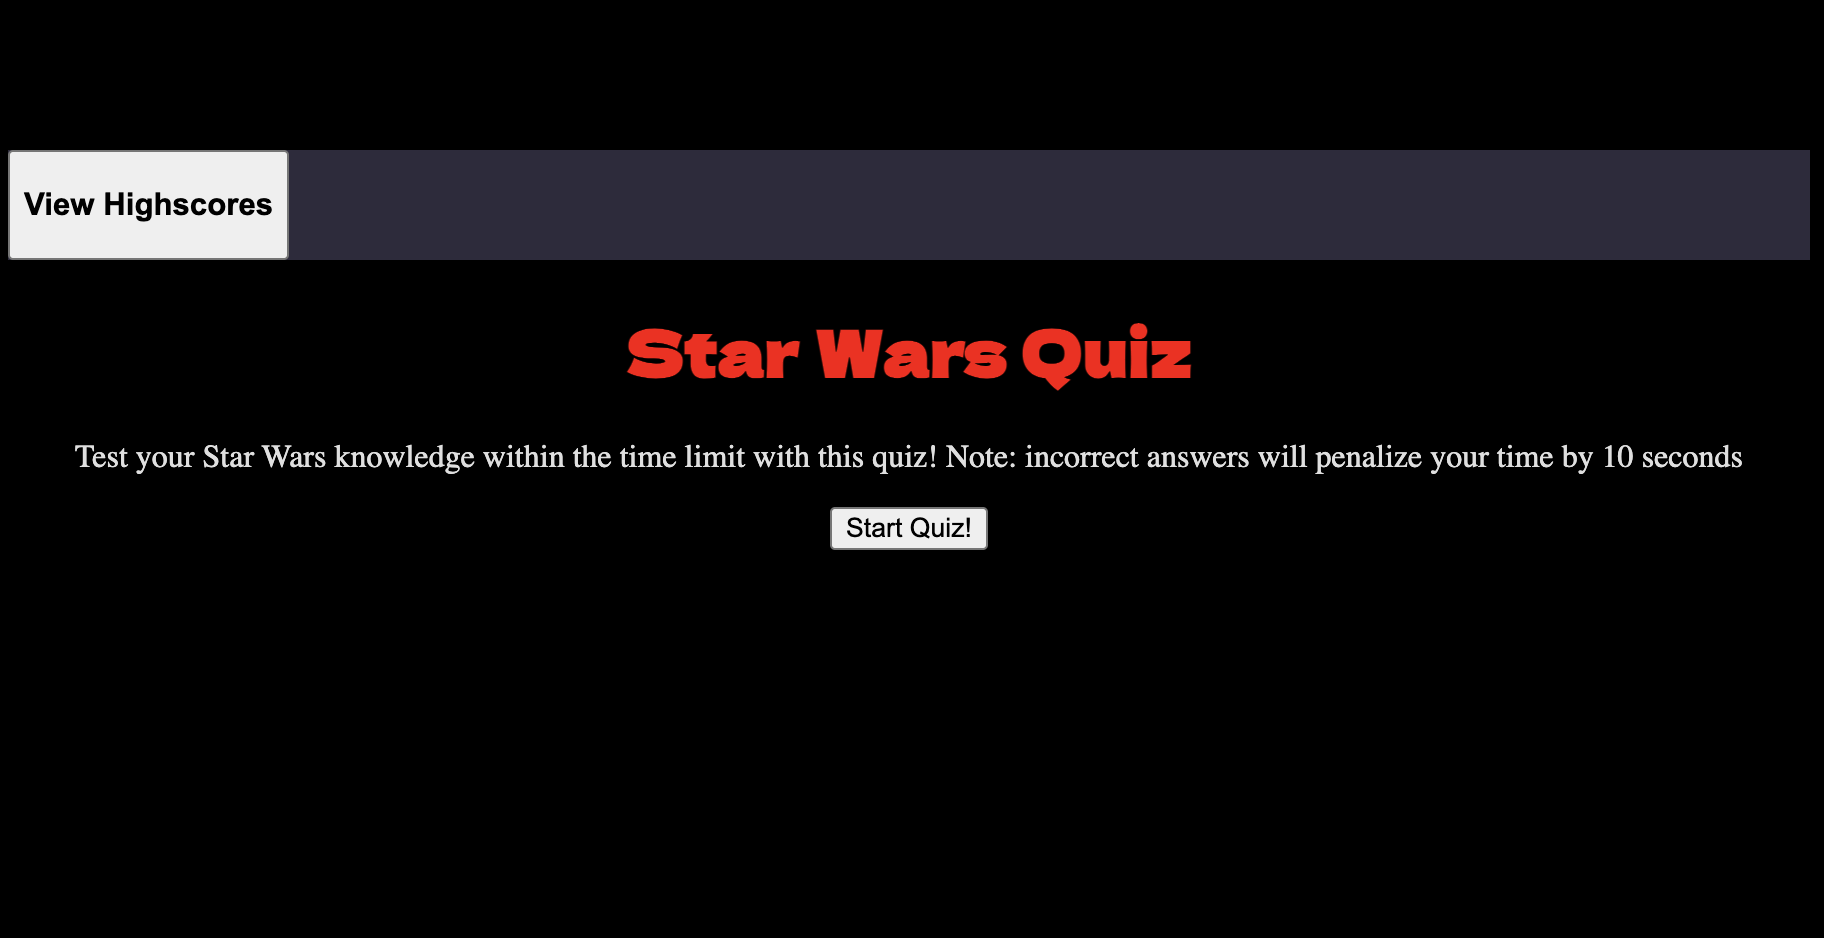 View Highscores
Star Wars Quiz
Test your Star Wars knowledge within the time limit with this quiz! Note: incorrect answers will penalize your time by 10 seconds
Start Quiz!